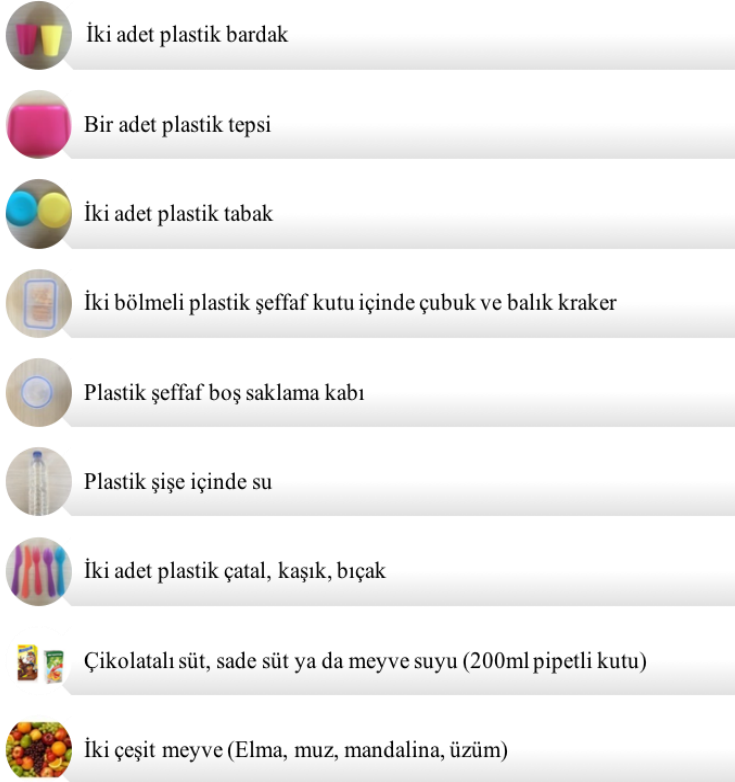 İki adet plastik bardak
Bir adet plastik tepsi
İki adet plastik tabak
İki bölmeli plastik şeffaf kutu içinde çubuk ve balık kraker
Plastik şeffaf boş saklama kabı
Plastik şişe içinde su
İki adet plastik çatal, kaşık, bıçak
Çikolatalı süt, sade süt ya da meyve suyu (200ml pipetli kutu)
İki çeşit meyve (Elma, muz, mandalina, üzüm)